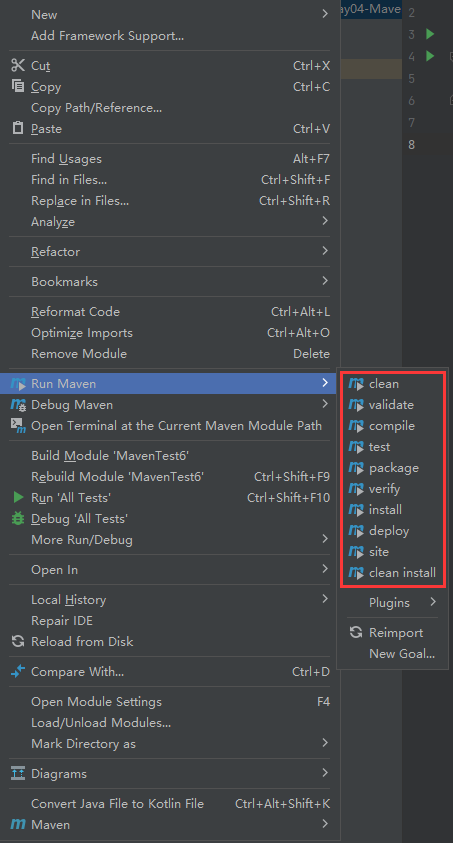 New
Add Framework Support...
Cut Ctrl+X
Copy Ctrl+C
Copy Path/Reference...
Paste Ctrl+V
Find Usages Alt+F7
Find in Files... Ctrl+Shift+F
Replace in Files... Ctrl+Shift+R
Analyze
Refactor
Bookmarks
Reformat Code Ctrl+Alt+L
Optimize Imports Ctrl+Alt+O
Remove Module Delete
Run Maven
Debug Maven
Open Terminal at the Current Maven Module Path
Build Module 'MavenTest6'
Rebuild Module 'MavenTest6' Ctrl+Shift+F9
Run 'All Tests' Ctrl+Shift+F10
Debug 'All Tests'
More Run/Debug
Open In
Local History
Repair IDE
Reload from Disk
Compare With... Ctrl+D
Open Module Settings F4
Load/Unload Modules...
Mark Directory as
Diagrams
Convert Java File to Kotlin File Ctrl+Alt+Shift+K
Maven
clean
validate
compile
test
package
verify
install
deploy
site
clean install
Plugins
Reimport
New Goal...
ay04-Mave
2
3
4
5
6
7
8